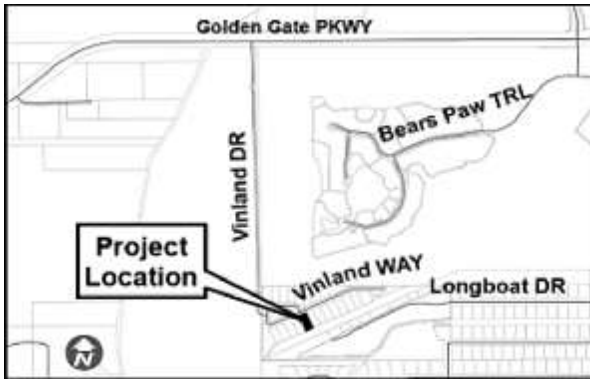 Golden Gate PKWY
Bears Paw TRL
Vinland DR
Project
Location
Vinland WAY
Longboat DR
N